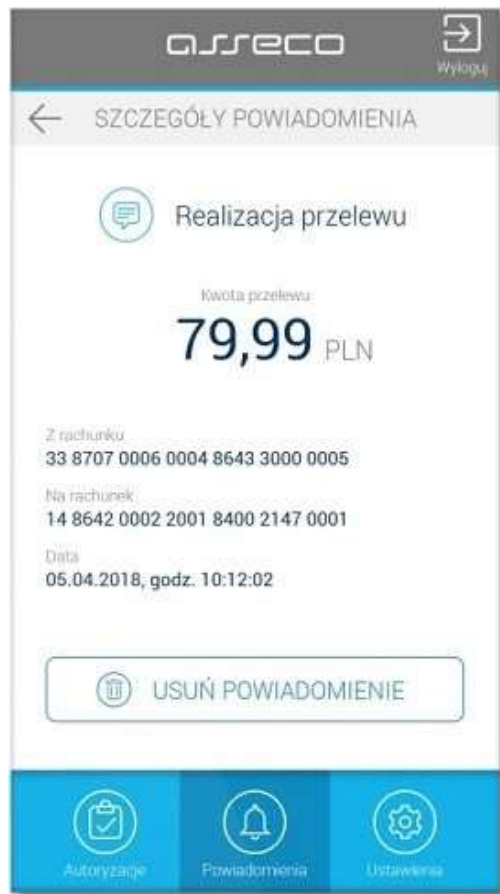 asseco
Wyloguj
SZCZEGÓŁY POWIADOMIENIA
Realizacja przelewu
Kwota przelewu
79,99 PLN
Z rachunku
33 8707 0006 0004 8643 3000 0005
Na rachunek
14 8642 0002 2001 8400 2147 0001
Data
05.04.2018, godz. 10:12:02
USUŃ POWIADOMIENIE
Autoryzacje Powiadomienia Ustawienia